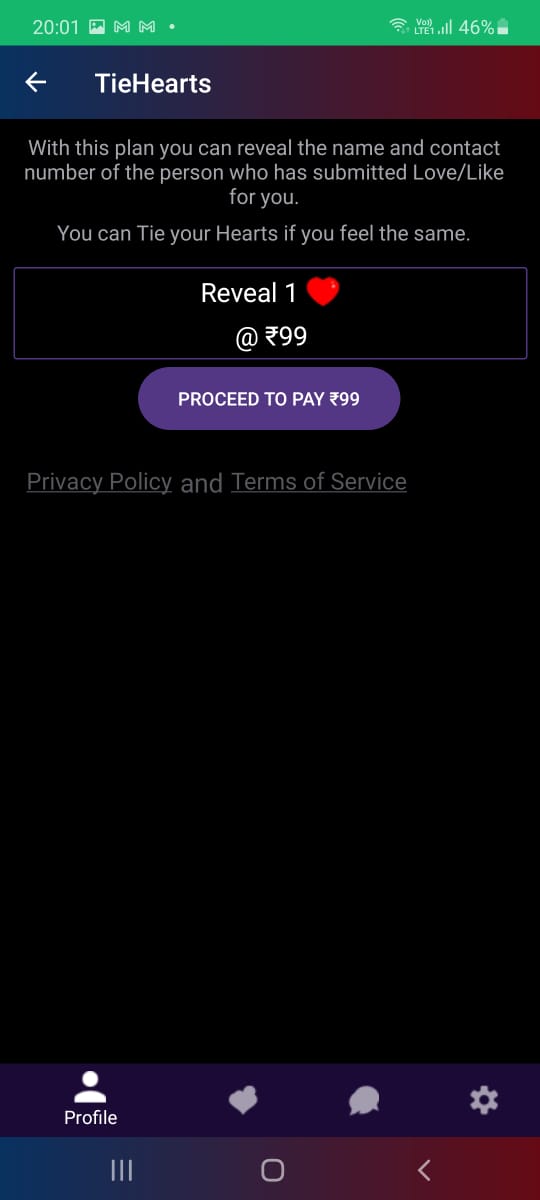 20:01
Vo))
LTE1
46%
TieHearts
With this plan you can reveal the name and contact
number of the person who has submitted Love/Like
for you.
You can Tie your Hearts if you feel the same.
Reveal 1
@ ₹99
PROCEED TO PAY ₹99
Privacy Policy and Terms of Service
Profile